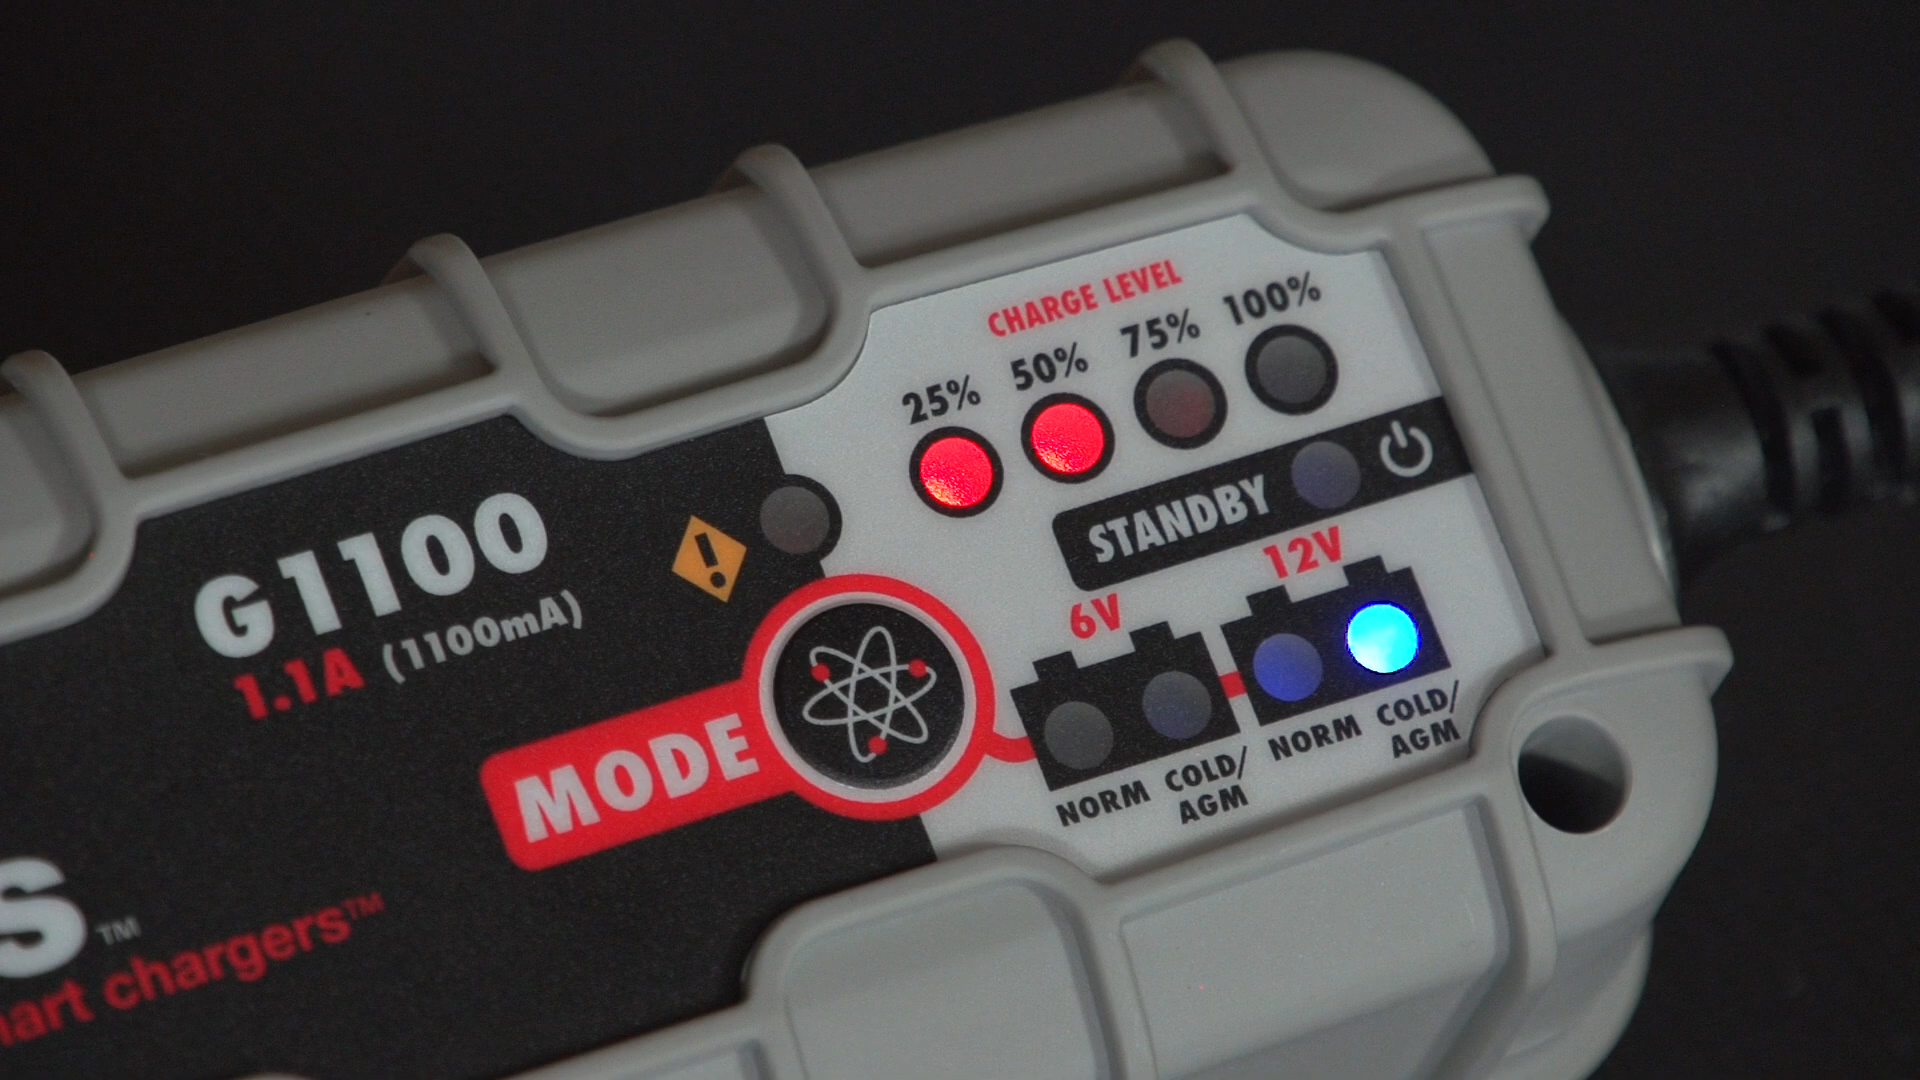 CHARGE LEVEL
25% 50% 75% 100%
STANDBY
G1100
1.1A (1100mA)
!
MODE
6V
12V
NORM
COLD/
AGM
NORM
COLD/
AGM
s™
chargers™